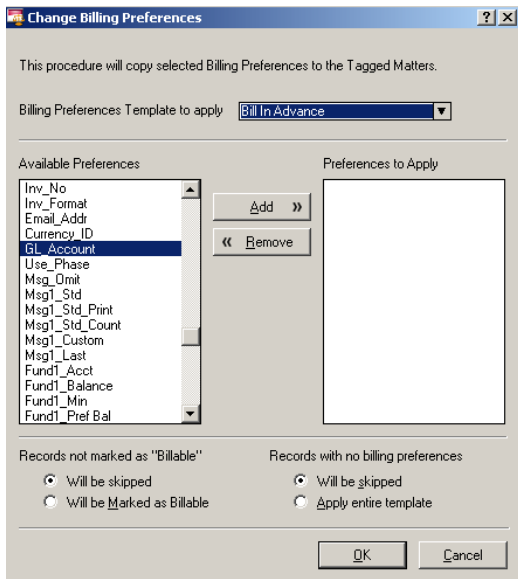 Change Billing Preferences
This procedure will copy selected Billing Preferences to the Tagged Matters.
Billing Preferences Template to apply Bill In Advance
Available Preferences
Preferences to Apply
Inv_No
Inv_Format
Email_Addr
Currency_ID
GL_Account
Use_Phase
Msg_Omit
Msg1_Std
Msg1_Std_Print
Msg1_Std_Count
Msg1_Custom
Msg1_Last
Fund1_Acct
Fund1_Balance
Fund1_Min
Fund1_Pref Bal
Add »
« Remove
Records not marked as "Billable"
Will be skipped
Will be Marked as Billable
Records with no billing preferences
Will be skipped
Apply entire template
OK
Cancel